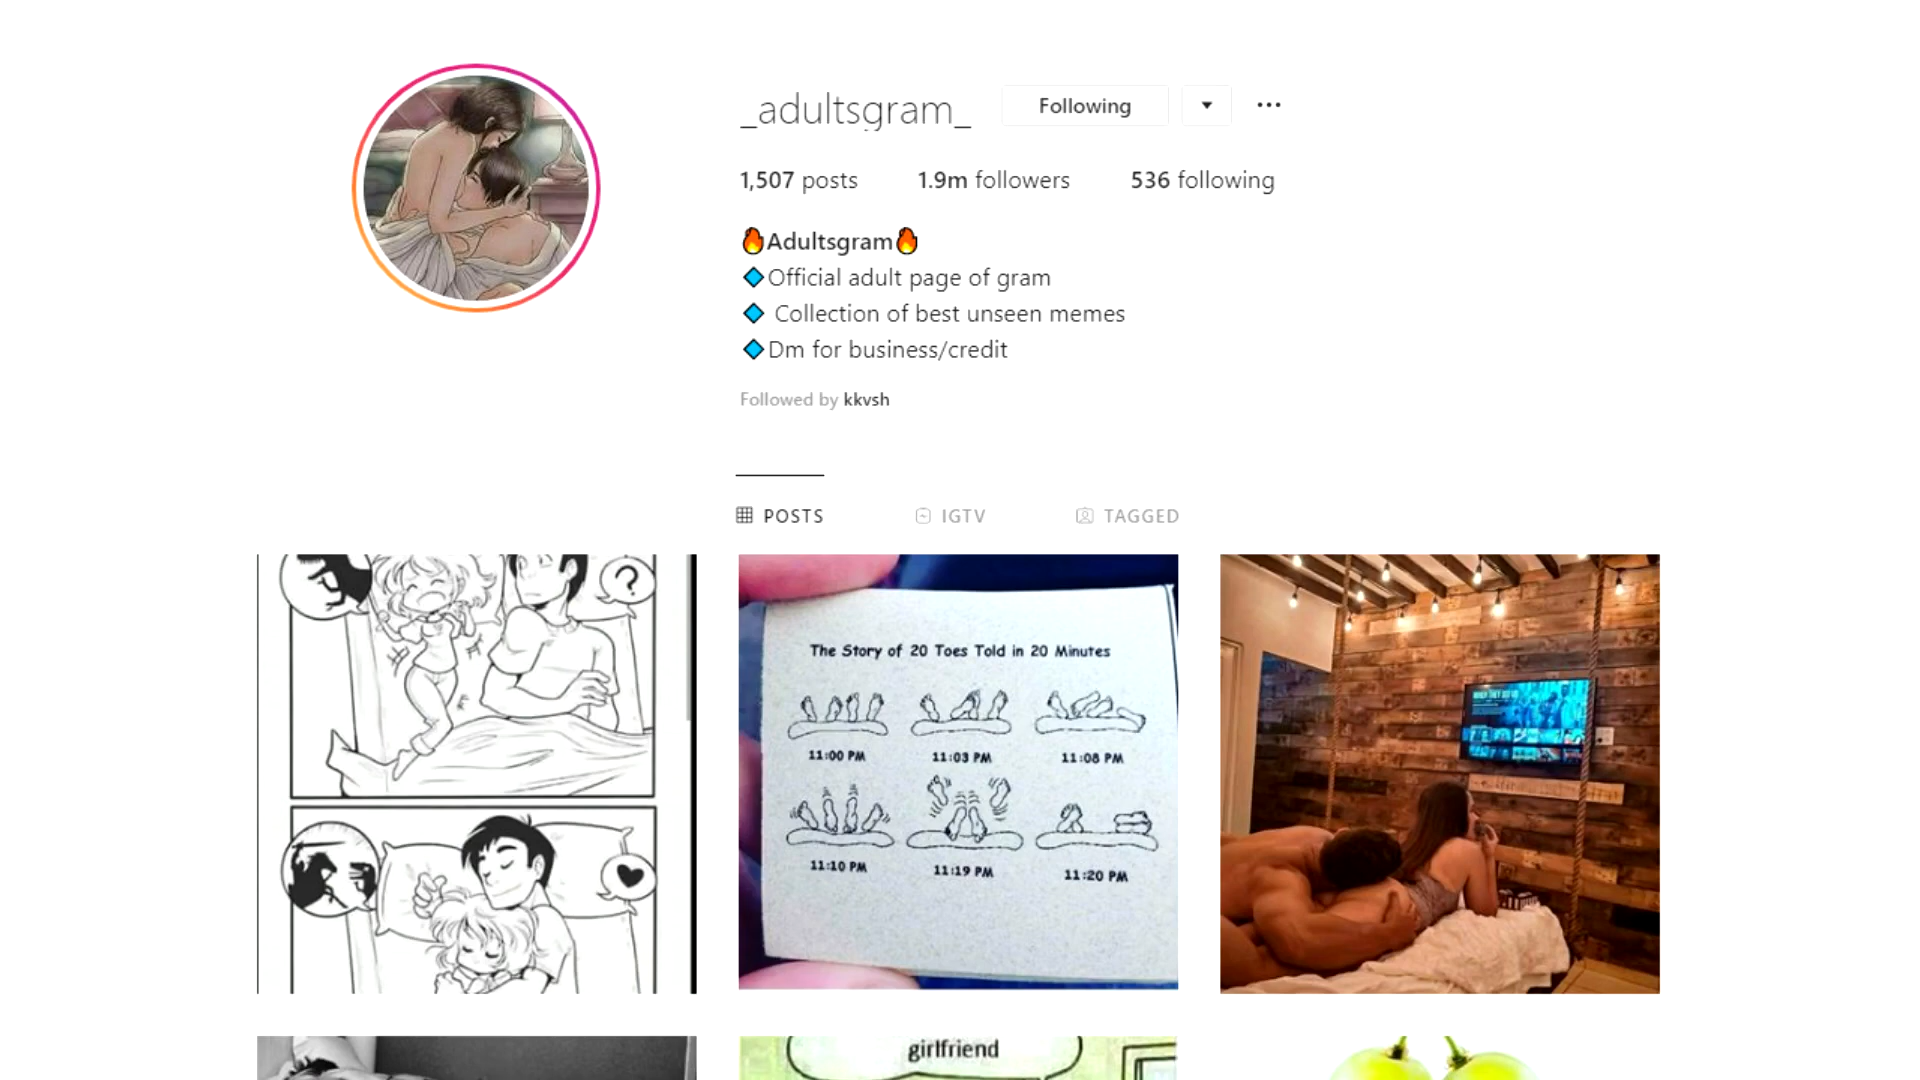 _adultsgram_ Following
1,507 posts 1.9m followers 536 following
🔥Adultsgram🔥
🔷Official adult page of gram
🔷 Collection of best unseen memes
🔷Dm for business/credit
Followed by kkvsh
POSTS IGTV TAGGED
?
The Story of 20 Toes Told in 20 Minutes
11:00 PM 11:03 PM 11:08 PM
11:10 PM 11:19 PM 11:20 PM
girlfriend